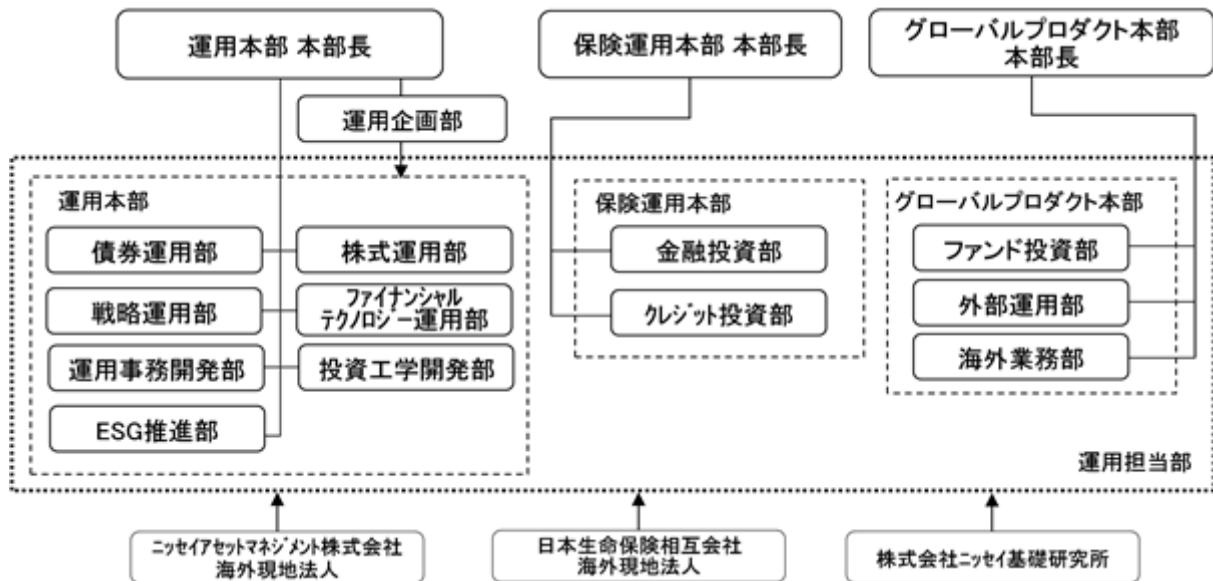 運用本部 本部長
保険運用本部 本部長
グローバルプロダクト本部
本部長
運用企画部
運用本部
債券運用部
株式運用部
戦略運用部
ファイナンシャル
テクノロジー運用部
運用事務開発部
投資工学開発部
ESG推進部
保険運用本部
金融投資部
クレジット投資部
グローバルプロダクト本部
ファンド投資部
外部運用部
海外業務部
運用担当部
ニッセイアセットマネジメント株式会社
海外現地法人
日本生命保険相互会社
海外現地法人
株式会社ニッセイ基礎研究所